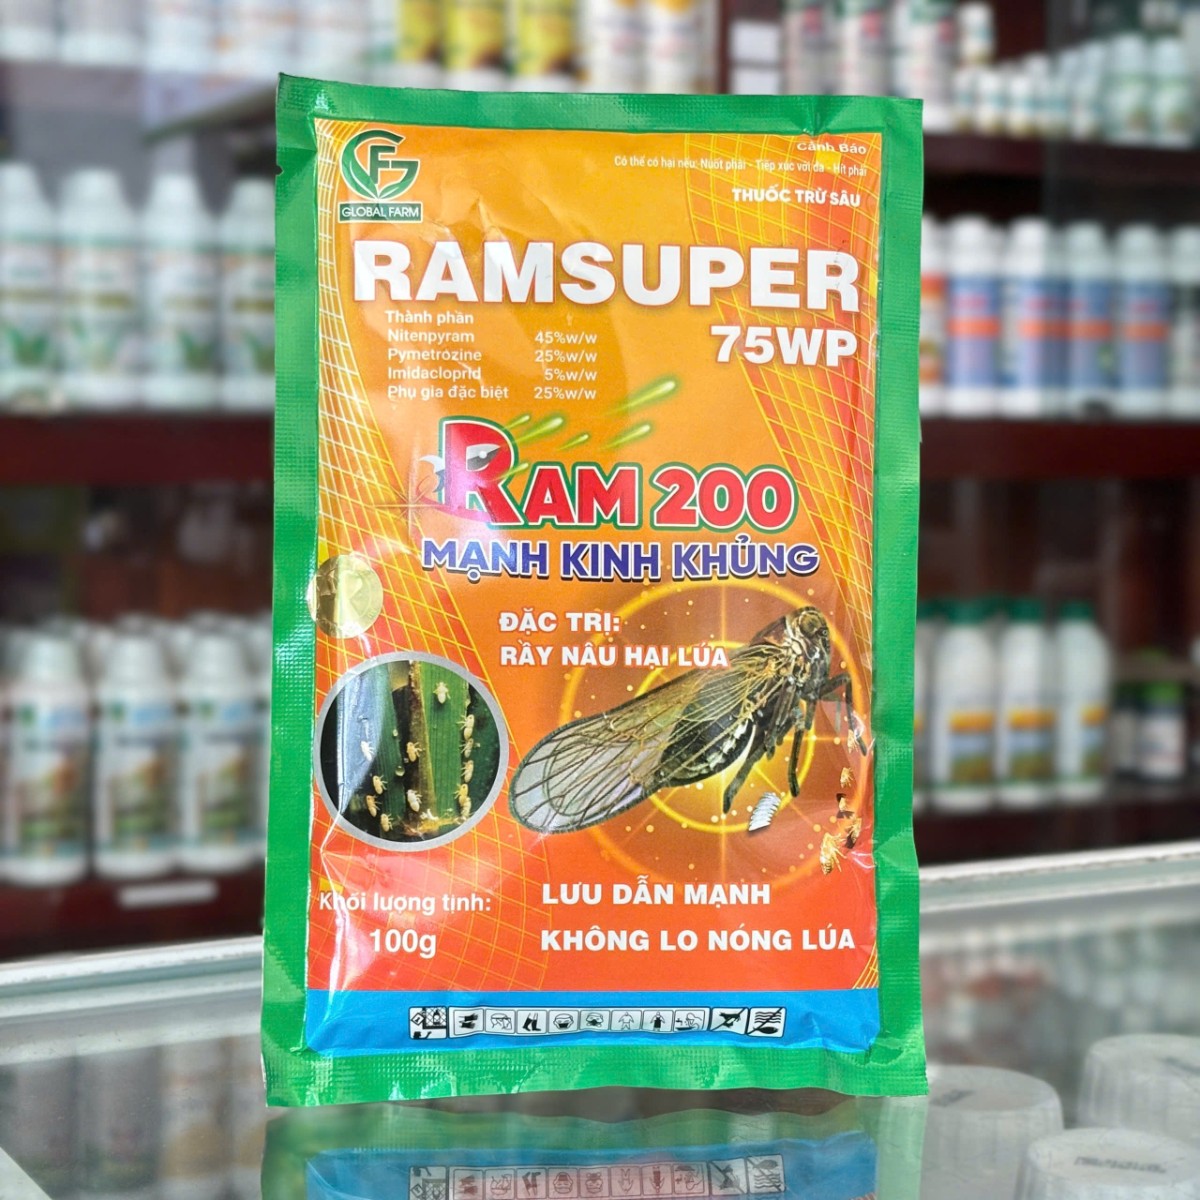 GF
GLOBAL FARM
Cảnh Báo
Có thể có hại nếu: Nuốt phải - Tiếp xúc với da - Hít phải
THUỐC TRỪ SÂU
RAMSUPER
75WP
Thành phần
Nitenpyram 45%w/w
Pymetrozine 25%w/w
Imidacloprid 5%w/w
Phụ gia đặc biệt 25%w/w
RAM 200
MẠNH KINH KHỦNG
ĐẶC TRỊ:
RẦY NÂU HẠI LÚA
Khối lượng tịnh:
100g
LƯU DẪN MẠNH
KHÔNG LO NÓNG LÚA